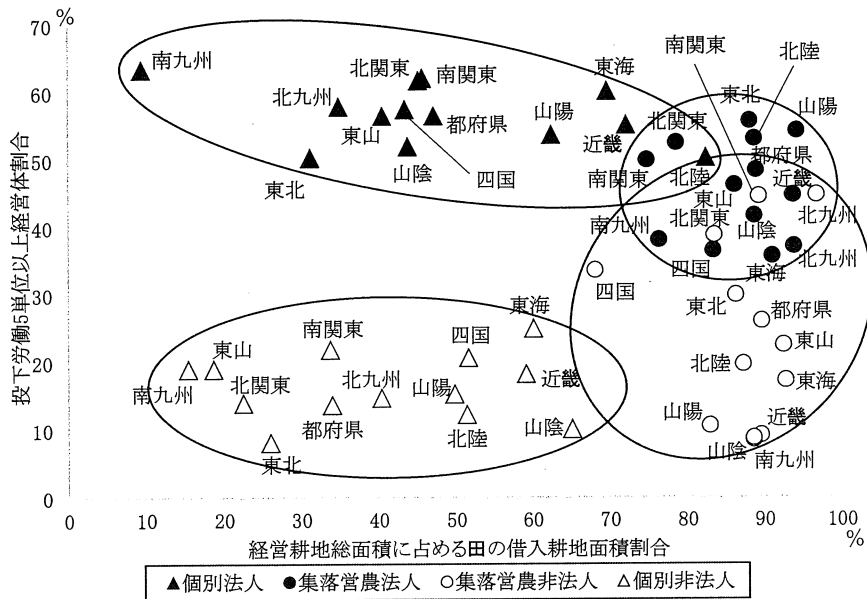 %
70
60
50
40
30
20
10
0
投下労働5単位以上経営体割合
南関東
北陸
南九州
北関東
南関東
東海
北九州
東山
都府県
山陽
東北
山陰
四国
近畿
東北
山陽
北関東
都府県
南関東
北陸
近畿
東山
南九州
北関東
山陰
北九州
四国
東海
北九州
四国
東北
都府県
東山
北陸
東海
山陽
近畿
山陰
南九州
東海
南関東
四国
東山
南九州
北関東
北九州
山陽
近畿
都府県
北陸
山陰
東北
0 10 20 30 40 50 60 70 80 90 100
%
経営耕地総面積に占める田の借入耕地面積割合
▲個別法人 ●集落営農法人 ○集落営農非法人 △個別非法人